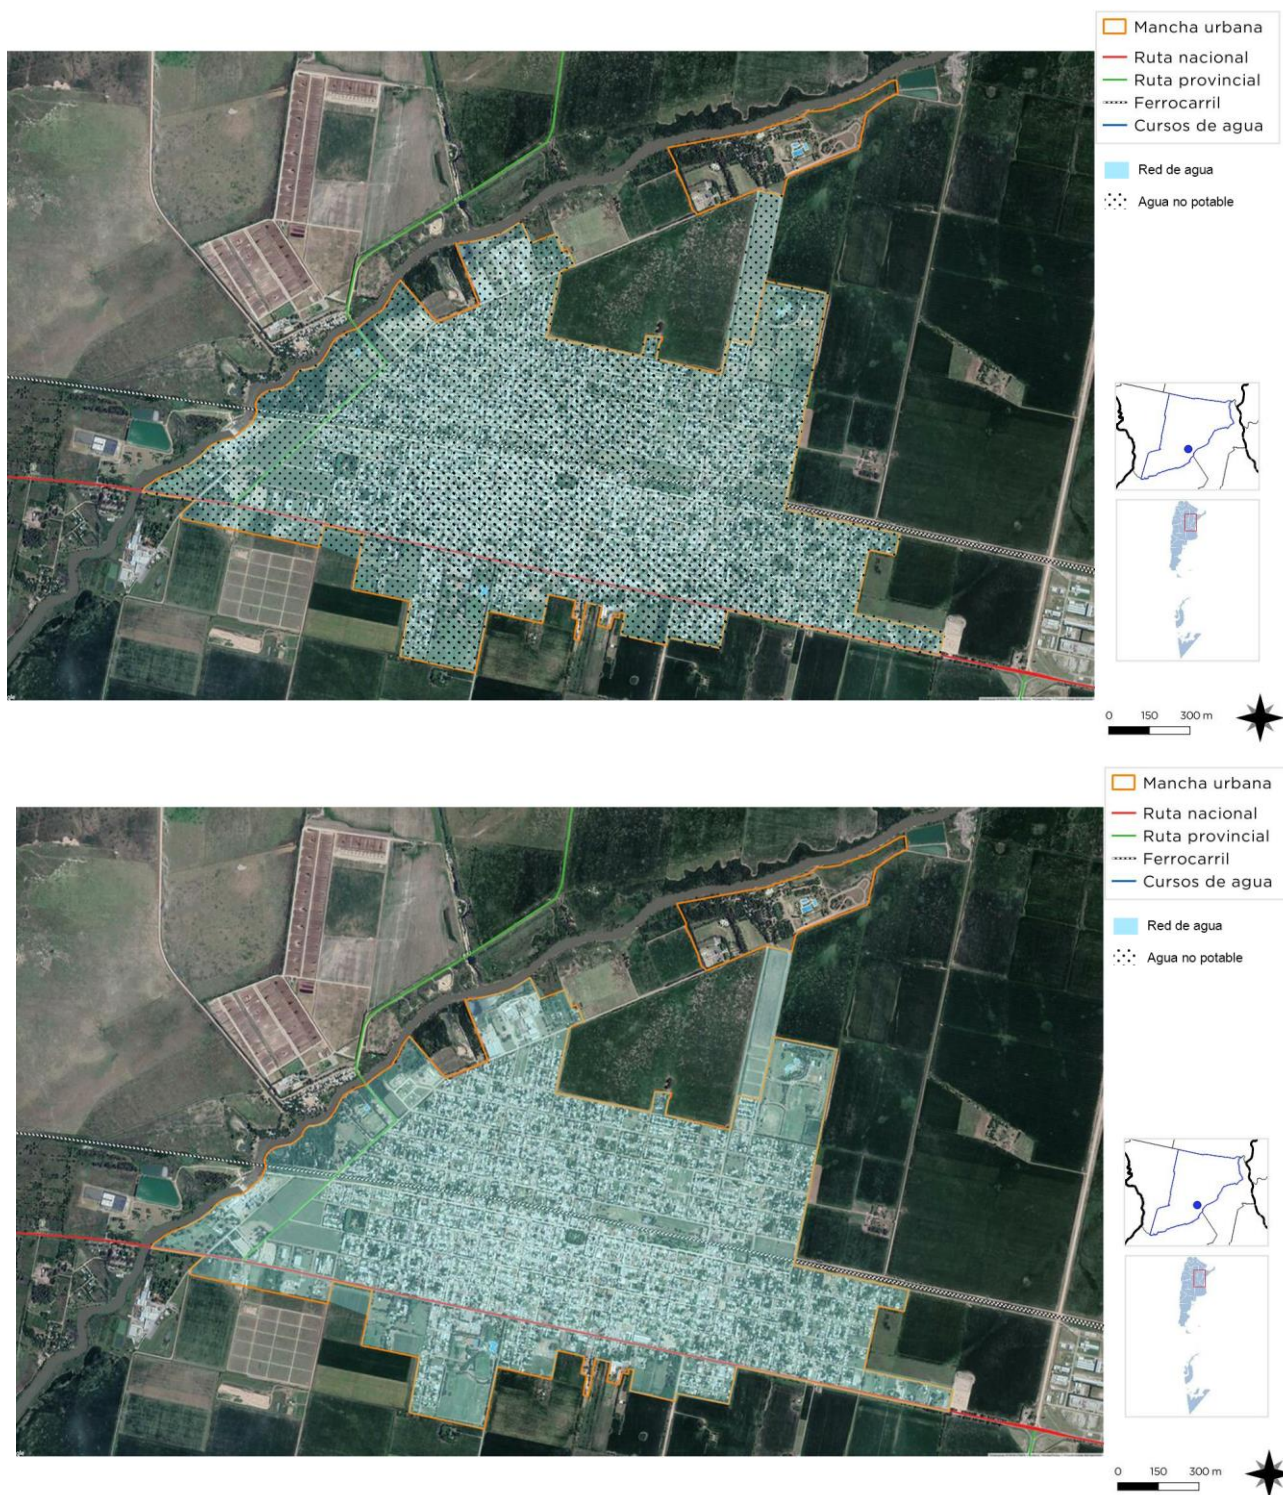 Mancha urbana
Ruta nacional
Ruta provincial
Ferrocarril
Cursos de agua
Red de agua
Agua no potable
0 150 300 m
Mancha urbana
Ruta nacional
Ruta provincial
Ferrocarril
Cursos de agua
Red de agua
Agua no potable
0 150 300 m